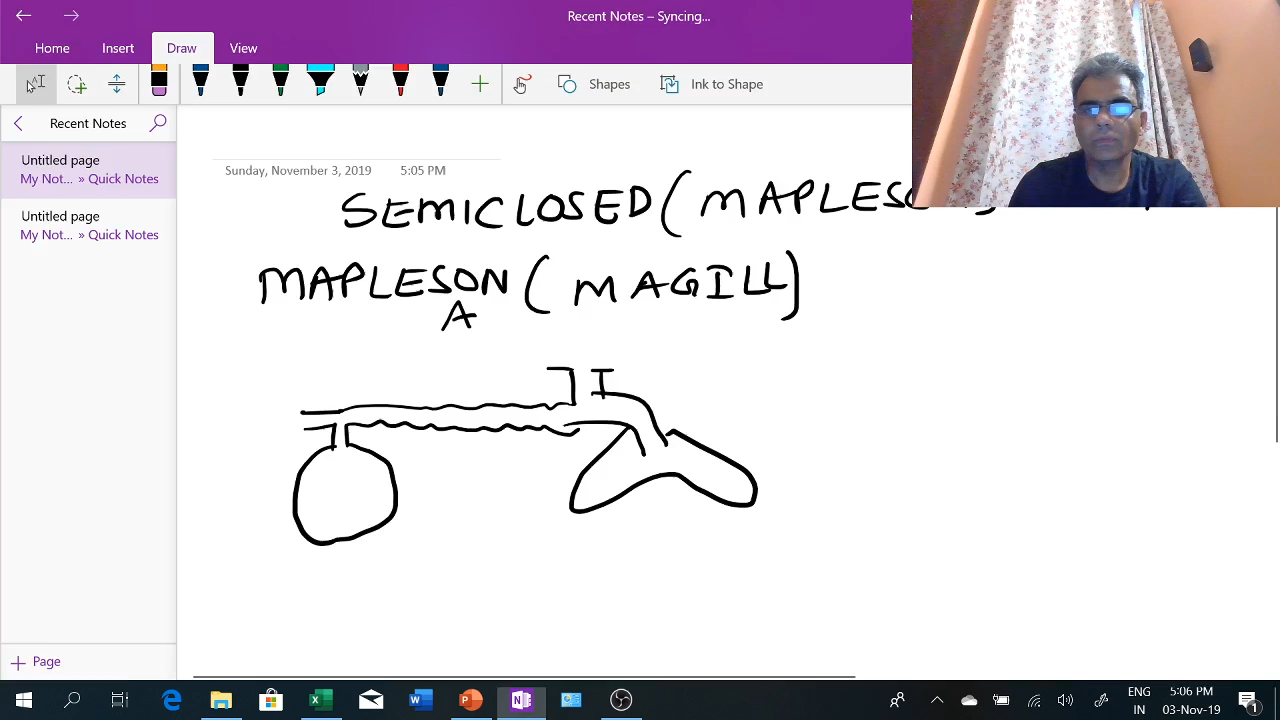 Recent Notes – Syncing...
Home Insert Draw View
Shapes Ink to Shape
Recent Notes
Untitled page
My Not... » Quick Notes
Untitled page
My Not... » Quick Notes
Page
Sunday, November 3, 2019 5:05 PM
SEMICLOSED (MAPLES
MAPLESON (MAGILL)
A
ENG
IN
5:06 PM
03-Nov-19
1